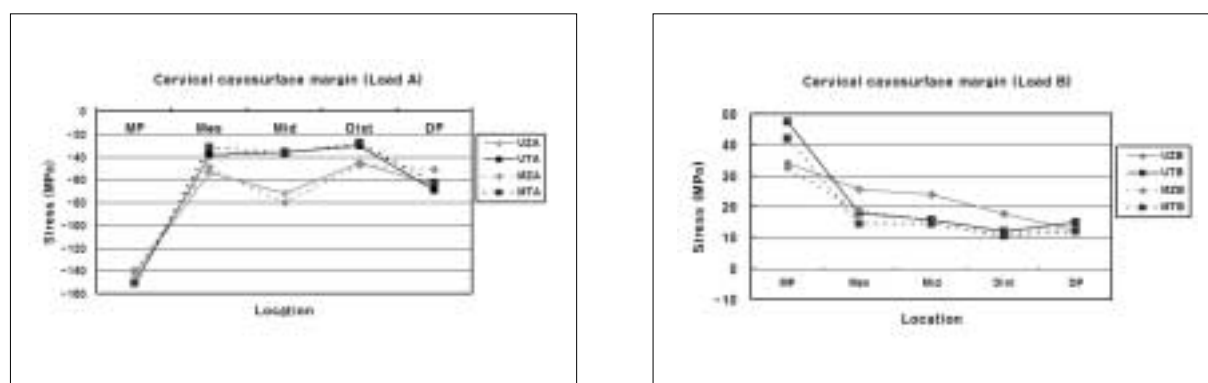 Cervical cavosurface margin (Load A)
0
-20
-40
-60
-80
-100
-120
-140
-160
Stress (MPa)
MP Mes Mid Dist DP
Location
UZA
UTA
MZA
MTA
Cervical cavosurface margin (Load B)
50
40
30
20
10
0
-10
Stress (MPa)
MP Mes Mid Dist DP
Location
UZB
UTB
MZB
MTB